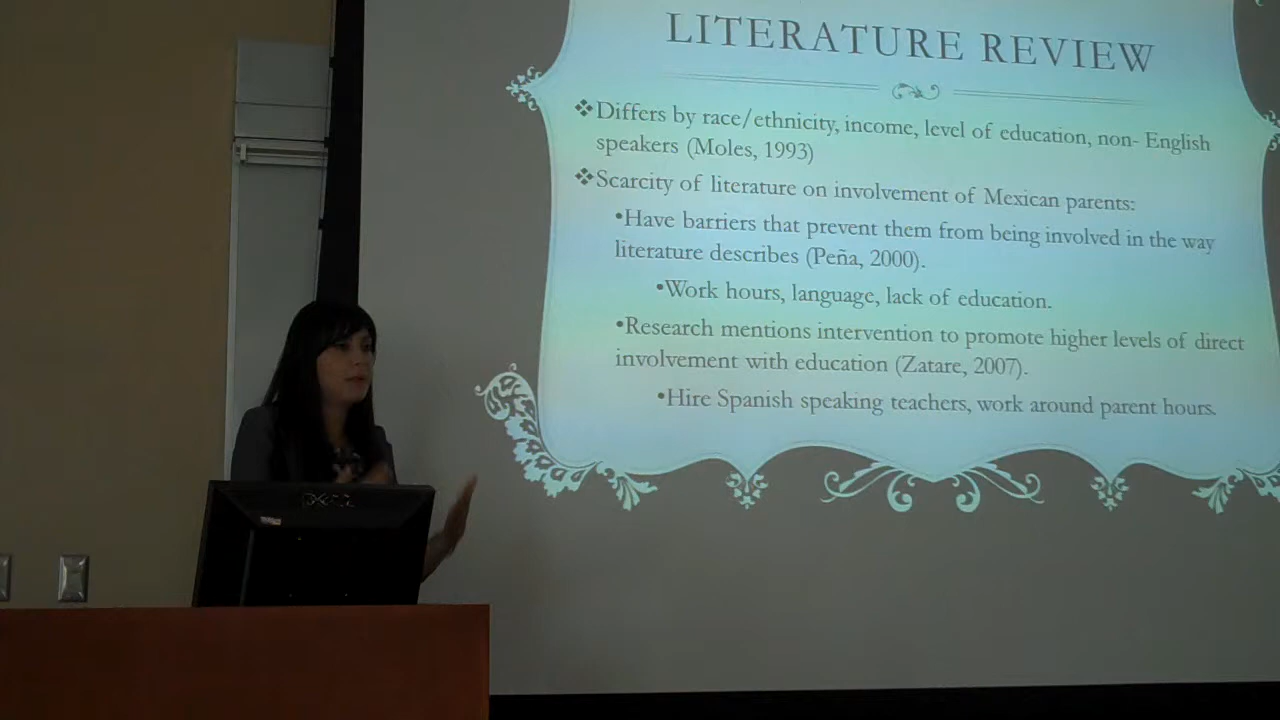 LITERATURE REVIEW
❖Differs by race/ethnicity, income, level of education, non- English
speakers (Moles, 1993)
❖Scarcity of literature on involvement of Mexican parents:
•Have barriers that prevent them from being involved in the way
literature describes (Peña, 2000).
•Work hours, language, lack of education.
•Research mentions intervention to promote higher levels of direct
involvement with education (Zatare, 2007).
•Hire Spanish speaking teachers, work around parent hours.
DELL